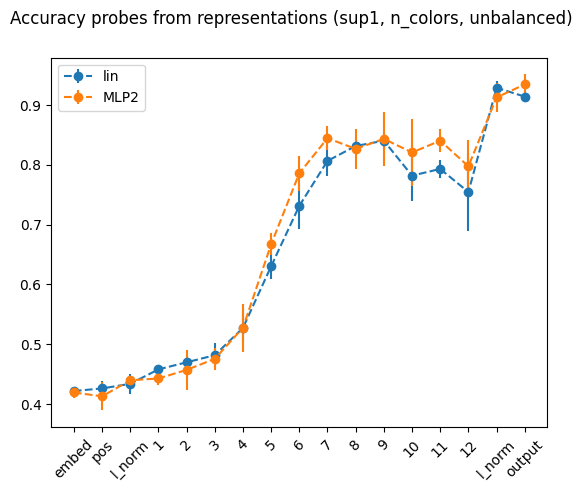 Accuracy probes from representations (sup1, n_colors, unbalanced)
lin
MLP2
0.9
0.8
0.7
0.6
0.5
0.4
embed
pos
l_norm
1
2
3
4
5
6
7
8
9
10
11
12
l_norm
output